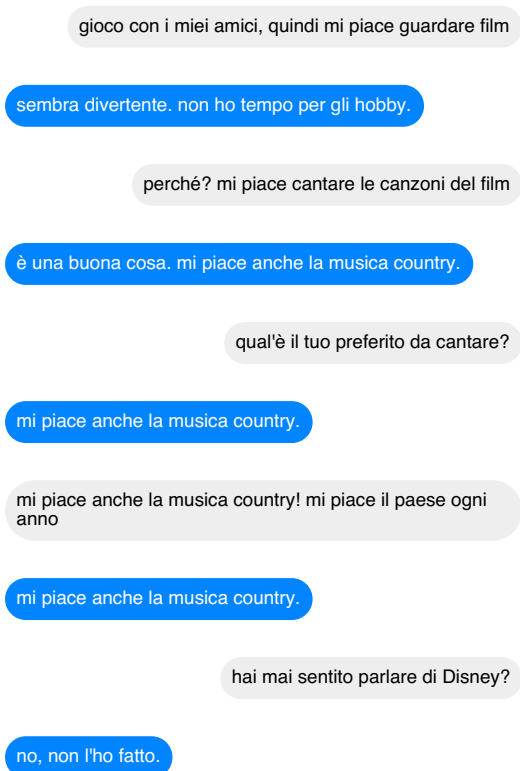 gioco con i miei amici, quindi mi piace guardare film
sembra divertente. non ho tempo per gli hobby.
perché? mi piace cantare le canzoni del film
è una buona cosa. mi piace anche la musica country.
qual'è il tuo preferito da cantare?
mi piace anche la musica country.
mi piace anche la musica country! mi piace il paese ogni
anno
mi piace anche la musica country.
hai mai sentito parlare di Disney?
no, non l'ho fatto.